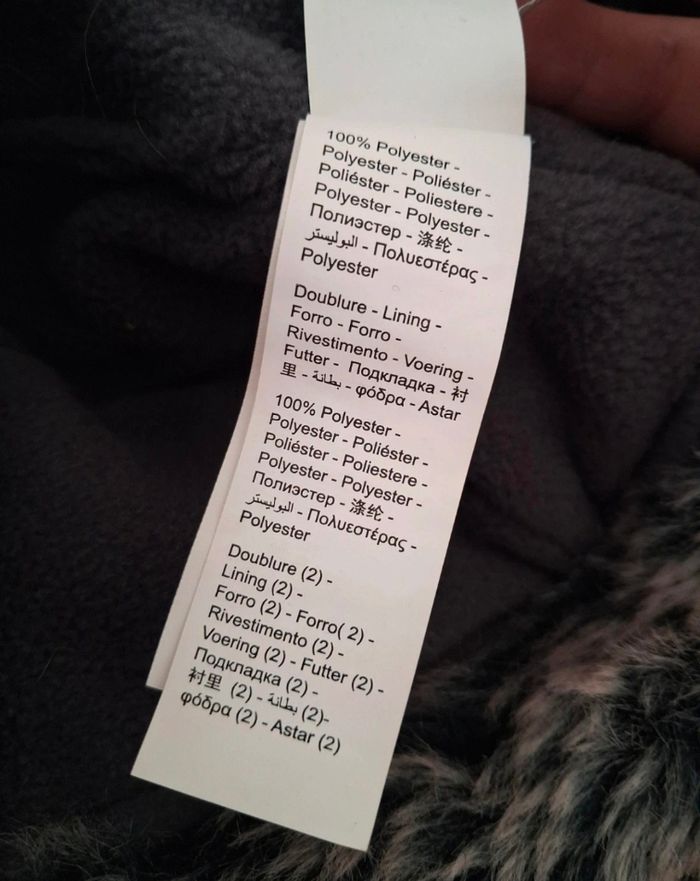 100% Polyester -
Polyester - Poliéster -
Poliéster - Poliestere -
Polyester - Polyester -
Полиэстер - 涤纶 -
البوليستر - Πολυεστέρας -
Polyester
Doublure - Lining -
Forro - Forro -
Rivestimento - Voering -
Futter - Подкладка - 衬
里 - بطانة - φόδρα - Astar
100% Polyester -
Polyester - Poliéster -
Poliéster - Poliestere -
Polyester - Polyester -
Полиэстер - 涤纶 -
البوليستر - Πολυεστέρας -
Polyester
Doublure (2) -
Lining (2) -
Forro (2) - Forro( 2) -
Rivestimento (2) -
Voering (2) - Futter (2) -
Подкладка (2) -
衬里 (2) - بطانة (2)-
φόδρα (2) - Astar (2)